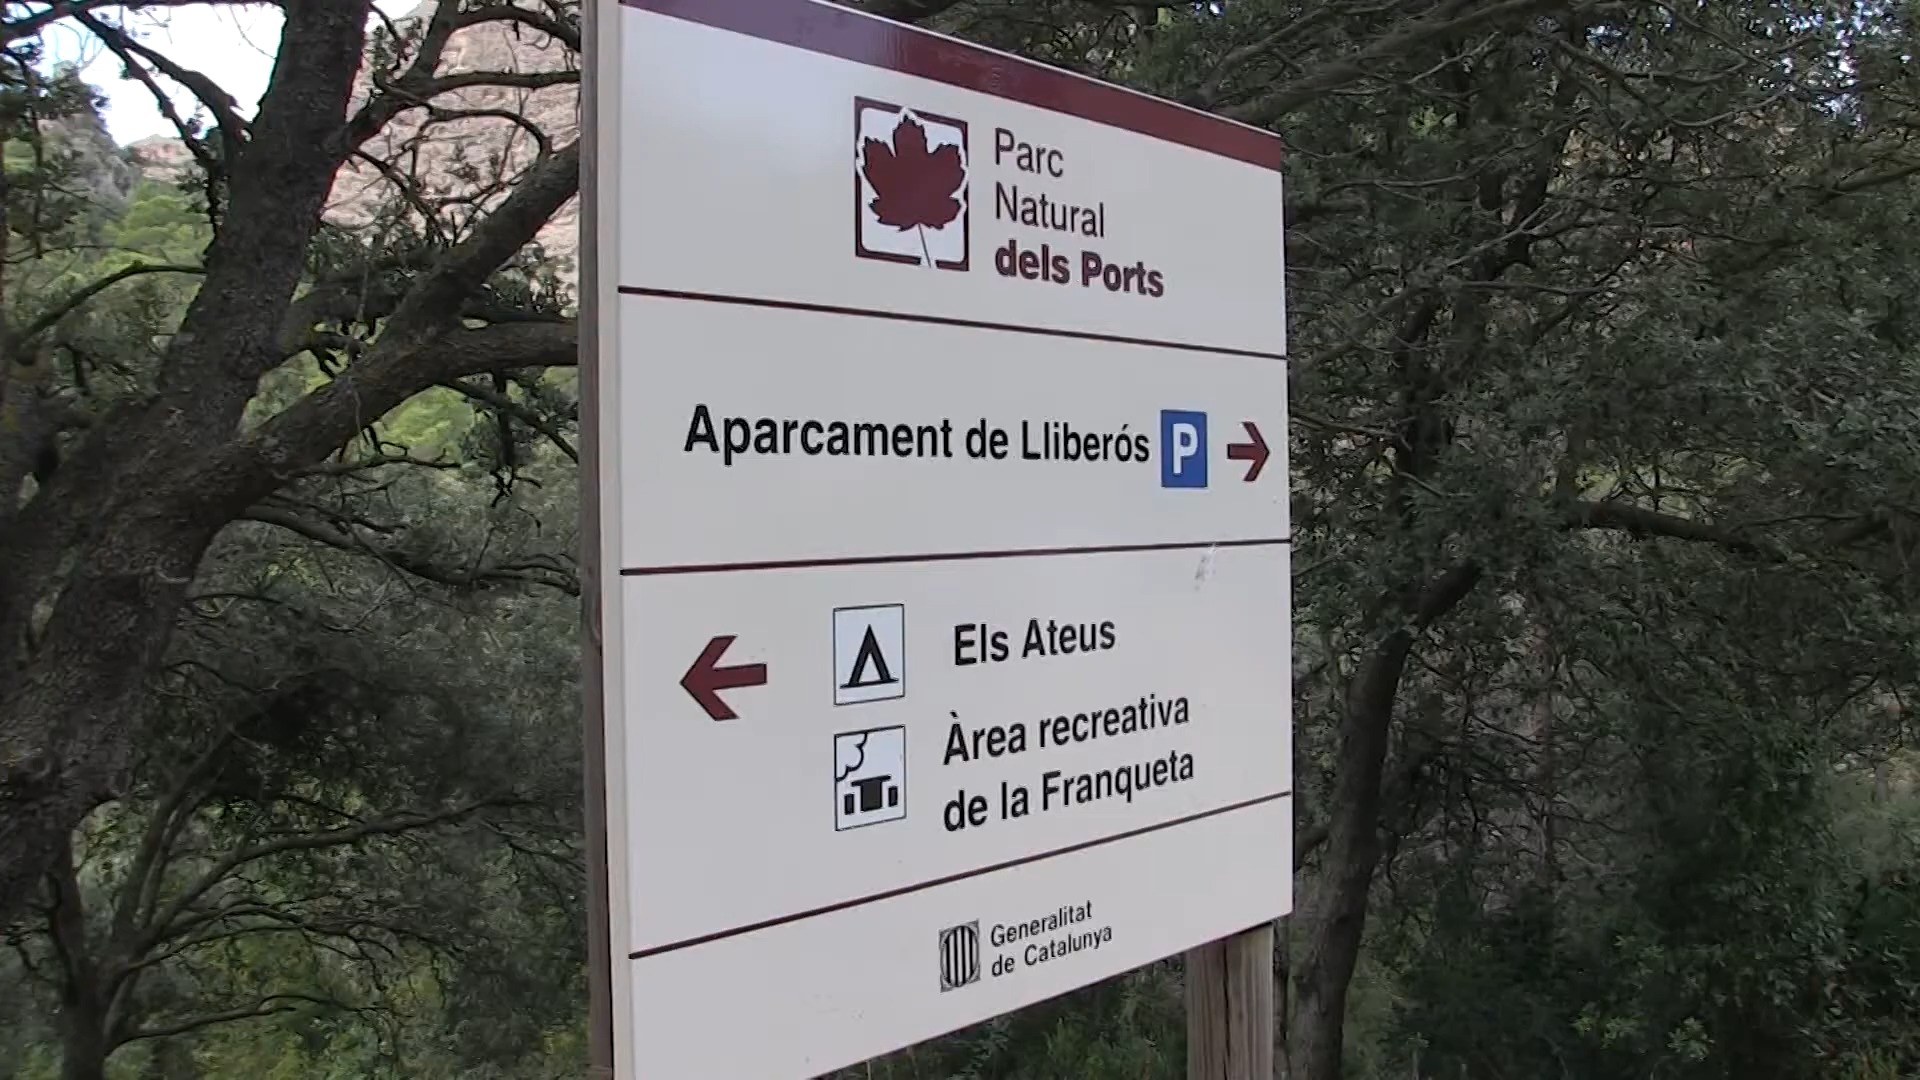 Parc
Natural
dels Ports
Aparcament de Lliberós P
Els Ateus
Àrea recreativa
de la Franqueta
Generalitat
de Catalunya